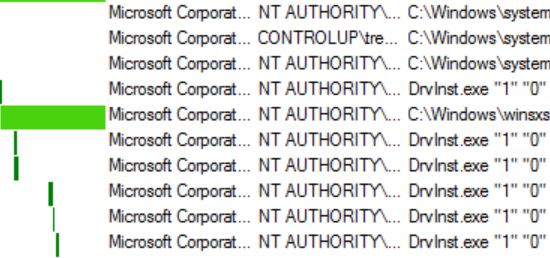 Microsoft Corporat... NT AUTHORITY\... C:\Windows\system
Microsoft Corporat... CONTROLUP\tre... C:\Windows\system
Microsoft Corporat... NT AUTHORITY\... C:\Windows\system
Microsoft Corporat... NT AUTHORITY\... DrvInst.exe "1" "0"
Microsoft Corporat... NT AUTHORITY\... C:\Windows\winsxs
Microsoft Corporat... NT AUTHORITY\... DrvInst.exe "1" "0"
Microsoft Corporat... NT AUTHORITY\... DrvInst.exe "1" "0"
Microsoft Corporat... NT AUTHORITY\... DrvInst.exe "1" "0"
Microsoft Corporat... NT AUTHORITY\... DrvInst.exe "1" "0"
Microsoft Corporat... NT AUTHORITY\... DrvInst.exe "1" "0"